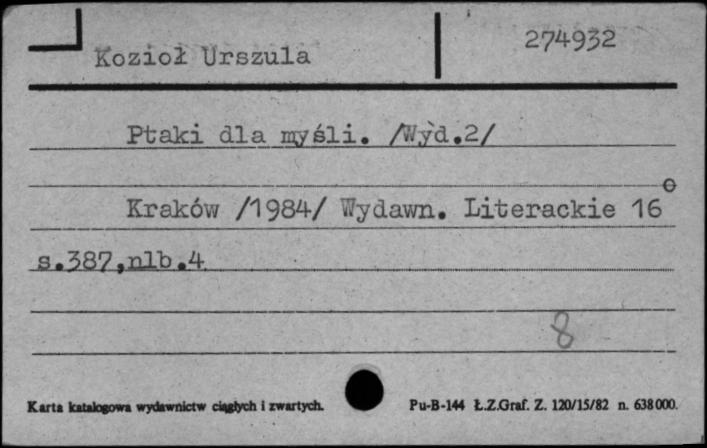 Kozioł Urszula
274932
Ptaki dla myśli. /Wyd.2/
Kraków /1984/ Wydawn. Literackie 16°
s.387,nlb.4
8
Karta katalogowa wydawnictw ciągłych i zwartych.
Pu-B-144 Ł.Z.Graf. Z. 120/15/82 n. 638000.